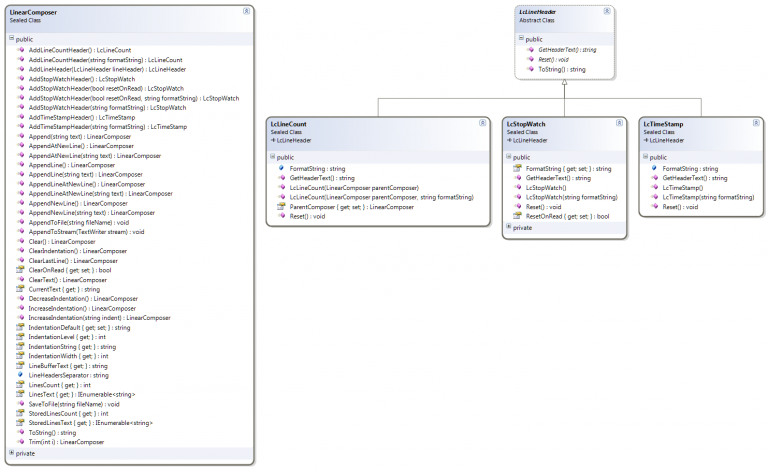 LinearComposer
Sealed Class
public
AddLineCountHeader() : LcLineCount
AddLineCountHeader(string formatString) : LcLineCount
AddLineHeader(LcLineHeader lineHeader) : LcLineHeader
AddStopWatchHeader() : LcStopWatch
AddStopWatchHeader(bool resetOnRead) : LcStopWatch
AddStopWatchHeader(bool resetOnRead, string formatString) : LcStopWatch
AddStopWatchHeader(string formatString) : LcStopWatch
AddTimeStampHeader() : LcTimeStamp
AddTimeStampHeader(string formatString) : LcTimeStamp
Append(string text) : LinearComposer
AppendAtNewLine() : LinearComposer
AppendAtNewLine(string text) : LinearComposer
AppendLine() : LinearComposer
AppendLine(string text) : LinearComposer
AppendLineAtNewLine() : LinearComposer
AppendLineAtNewLine(string text) : LinearComposer
AppendNewLine() : LinearComposer
AppendNewLine(string text) : LinearComposer
AppendToFile(string fileName) : void
AppendToStream(TextWriter stream) : void
Clear() : LinearComposer
ClearIndentation() : LinearComposer
ClearLastLine() : LinearComposer
ClearOnRead { get; set; } : bool
ClearText() : LinearComposer
CurrentText { get; } : string
DecreaseIndentation() : LinearComposer
IncreaseIndentation() : LinearComposer
IncreaseIndentation(string indent) : LinearComposer
IndentationDefault { get; set; } : string
IndentationLevel { get; } : int
IndentationString { get; } : string
IndentationWidth { get; } : int
LineBufferText { get; } : string
LineHeadersSeparator : string
LinesCount { get; } : int
LinesText { get; } : IEnumerable<string>
SaveToFile(string fileName) : void
StoredLinesCount { get; } : int
StoredLinesText { get; } : IEnumerable<string>
ToString() : string
Trim(int i) : LinearComposer
private
LcLineHeader
Abstract Class
public
GetHeaderText() : string
Reset() : void
ToString() : string
LcLineCount
Sealed Class
LcLineHeader
public
FormatString : string
GetHeaderText() : string
LcLineCount(LinearComposer parentComposer)
LcLineCount(LinearComposer parentComposer, string formatString)
ParentComposer { get; set; } : LinearComposer
Reset() : void
LcStopWatch
Sealed Class
LcLineHeader
public
FormatString { get; set; } : string
GetHeaderText() : string
LcStopWatch()
LcStopWatch(string formatString)
Reset() : void
ResetOnRead { get; set; } : bool
private
LcTimeStamp
Sealed Class
LcLineHeader
public
FormatString : string
GetHeaderText() : string
LcTimeStamp()
LcTimeStamp(string formatString)
Reset() : void